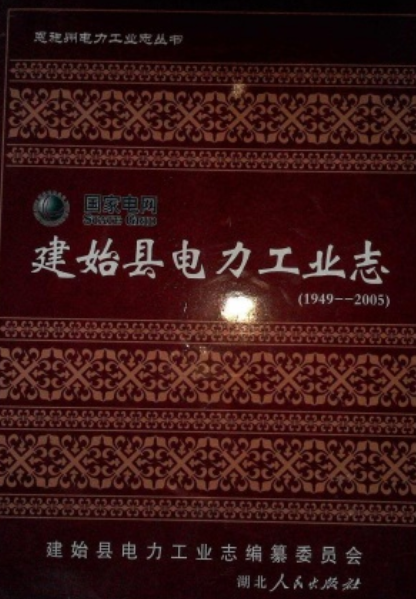 恩施州电力工业志丛书
国家电网
STATE GRID
建始县电力工业志
(1949--2005)
建始县电力工业志编纂委员会
湖北人民出版社